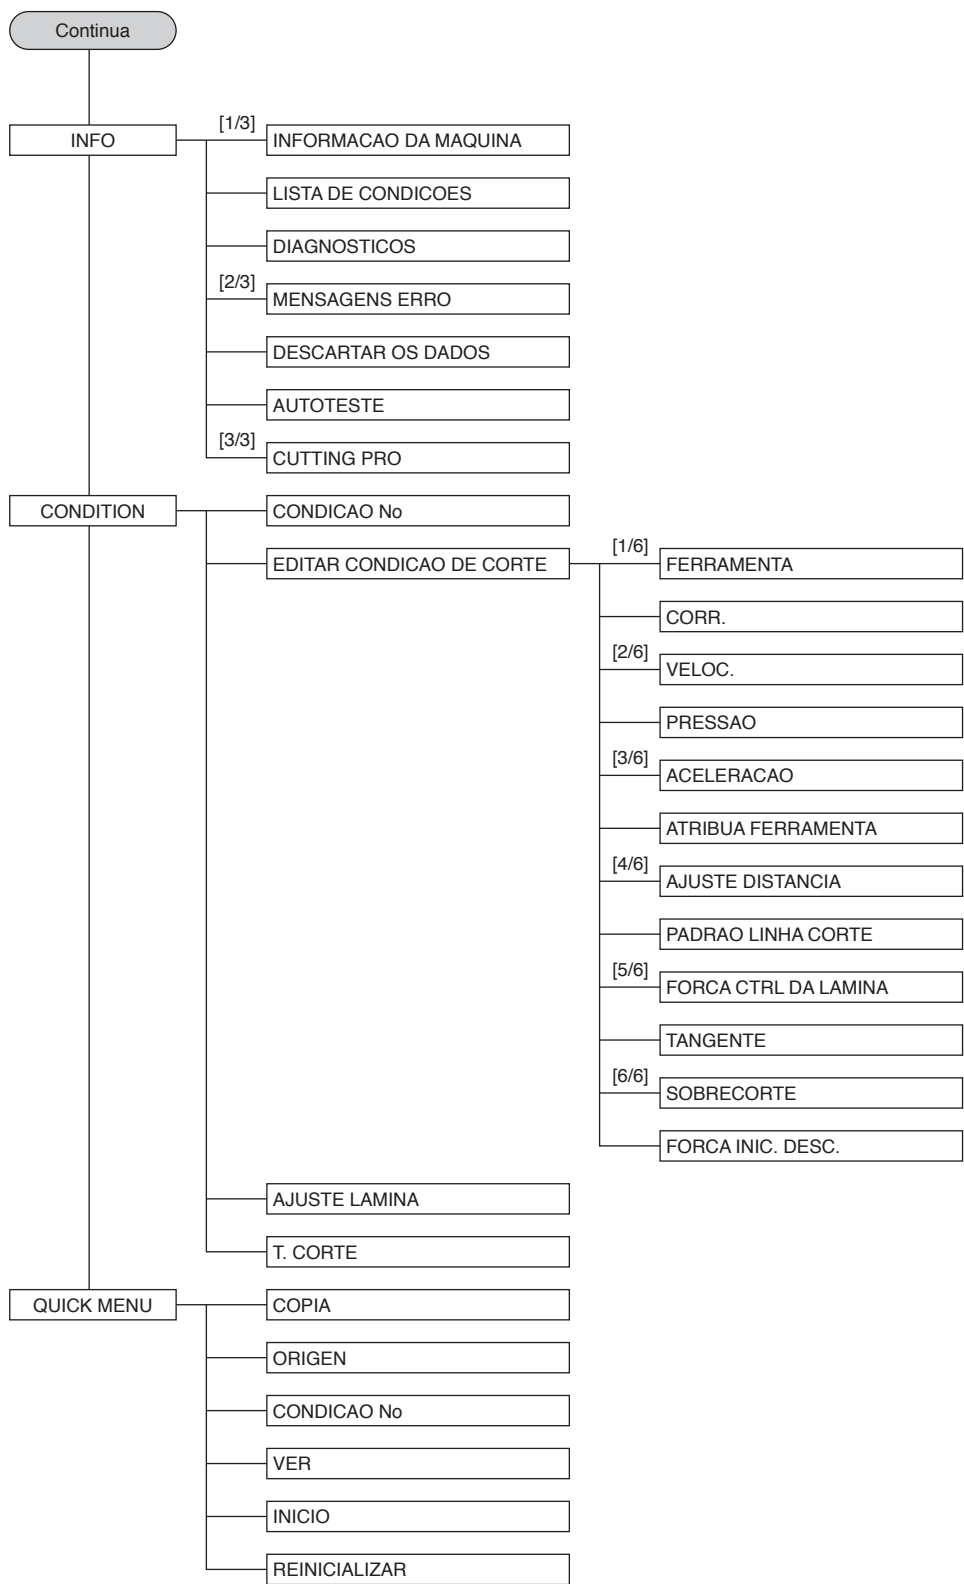 Continua
INFO
[1/3]
INFORMACAO DA MAQUINA
LISTA DE CONDICOES
DIAGNOSTICOS
[2/3]
MENSAGENS ERRO
DESCARTAR OS DADOS
AUTOTESTE
[3/3]
CUTTING PRO
CONDITION
CONDICAO No
EDITAR CONDICAO DE CORTE
[1/6]
FERRAMENTA
CORR.
[2/6]
VELOC.
PRESSAO
[3/6]
ACELERACAO
ATRIBUA FERRAMENTA
[4/6]
AJUSTE DISTANCIA
PADRAO LINHA CORTE
[5/6]
FORCA CTRL DA LAMINA
TANGENTE
[6/6]
SOBRECORTE
FORCA INIC. DESC.
AJUSTE LAMINA
T. CORTE
QUICK MENU
COPIA
ORIGEN
CONDICAO No
VER
INICIO
REINICIALIZAR